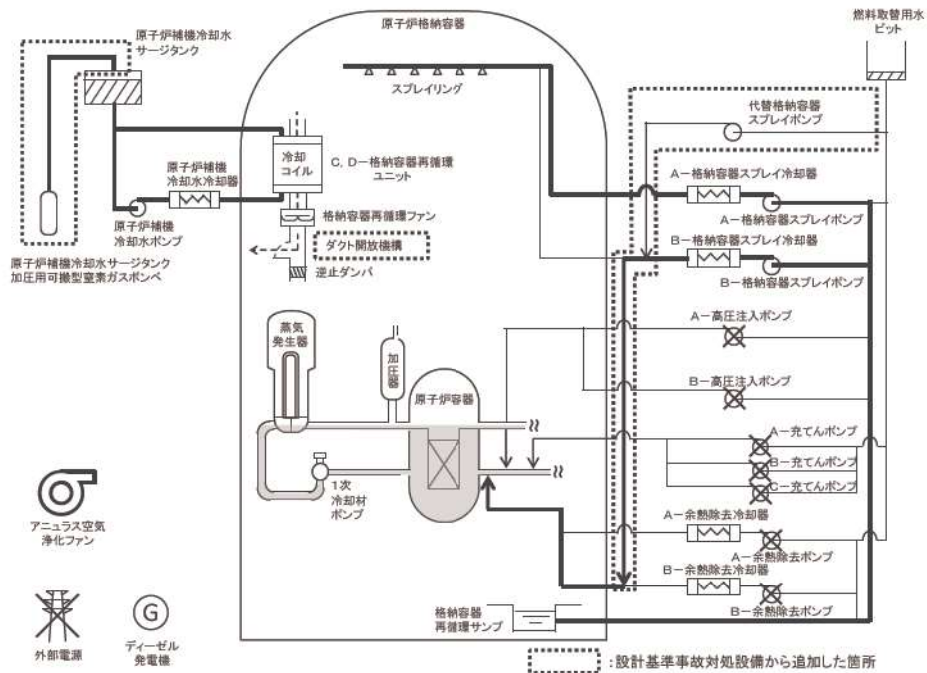 原子炉補機冷却水
サージタンク
原子炉格納容器
燃料取替用水
ピット
スプレイリング
代替格納容器
スプレイポンプ
冷却
コイル
C, D-格納容器再循環
ユニット
原子炉補機
冷却水冷却器
A-格納容器スプレイ冷却器
A-格納容器スプレイポンプ
格納容器再循環ファン
原子炉補機
冷却水ポンプ
ダクト開放機構
B-格納容器スプレイ冷却器
原子炉補機冷却水サージタンク
加圧用可搬型窒素ガスボンベ
逆止ダンパ
B-格納容器スプレイポンプ
A-高圧注入ポンプ
蒸気
発生器
加圧器
B-高圧注入ポンプ
原子炉容器
A-充てんポンプ
B-充てんポンプ
C-充てんポンプ
1次
冷却材
ポンプ
アニュラス空気
浄化ファン
A-余熱除去冷却器
A-余熱除去ポンプ
B-余熱除去冷却器
B-余熱除去ポンプ
格納容器
再循環サンプ
G
外部電源
ディーゼル
発電機
:設計基準事故対処設備から追加した箇所